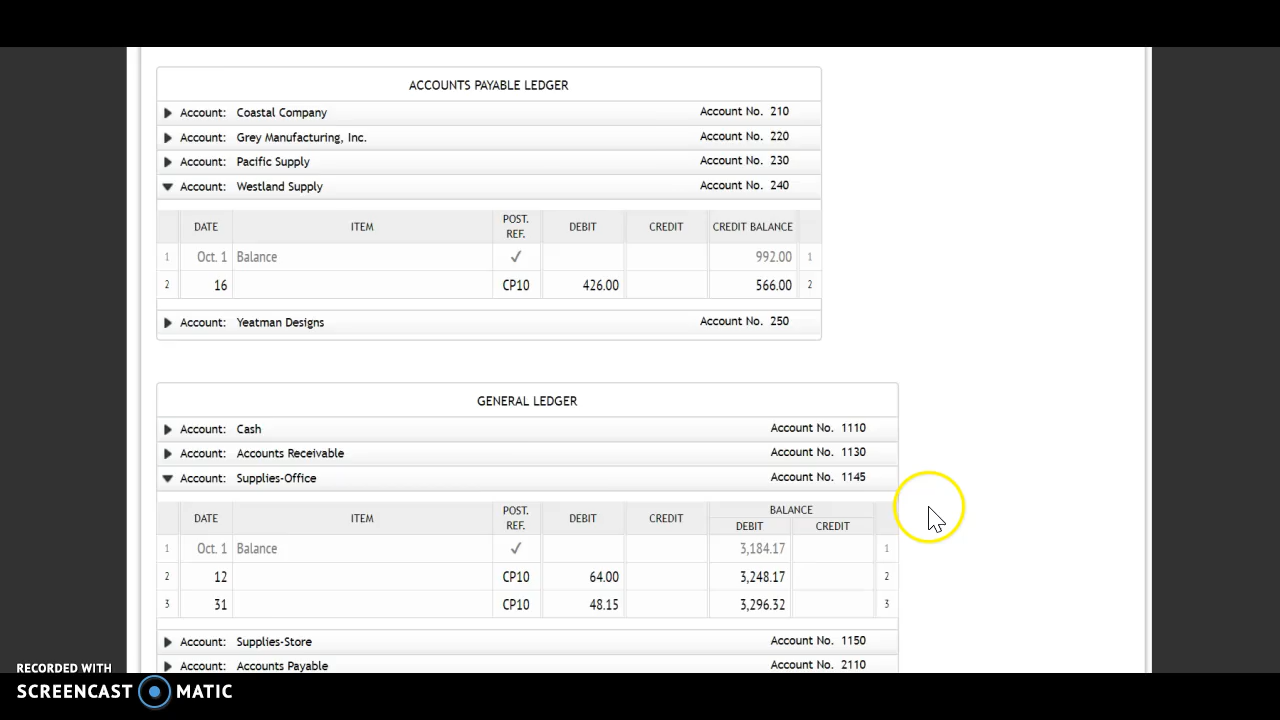 ACCOUNTS PAYABLE LEDGER
Account: Coastal Company Account No. 210
Account: Grey Manufacturing, Inc. Account No. 220
Account: Pacific Supply Account No. 230
Account: Westland Supply Account No. 240
DATE ITEM POST. REF. DEBIT CREDIT CREDIT BALANCE
1 Oct. 1 Balance ✓ 992.00 1
2 16 CP10 426.00 566.00 2
Account: Yeatman Designs Account No. 250
GENERAL LEDGER
Account: Cash Account No. 1110
Account: Accounts Receivable Account No. 1130
Account: Supplies-Office Account No. 1145
DATE ITEM POST. REF. DEBIT CREDIT BALANCE
DEBIT CREDIT
1 Oct. 1 Balance ✓ 3,184.17 1
2 12 CP10 64.00 3,248.17 2
3 31 CP10 48.15 3,296.32 3
Account: Supplies-Store Account No. 1150
Account: Accounts Payable Account No. 2110
RECORDED WITH
SCREENCAST MATIC